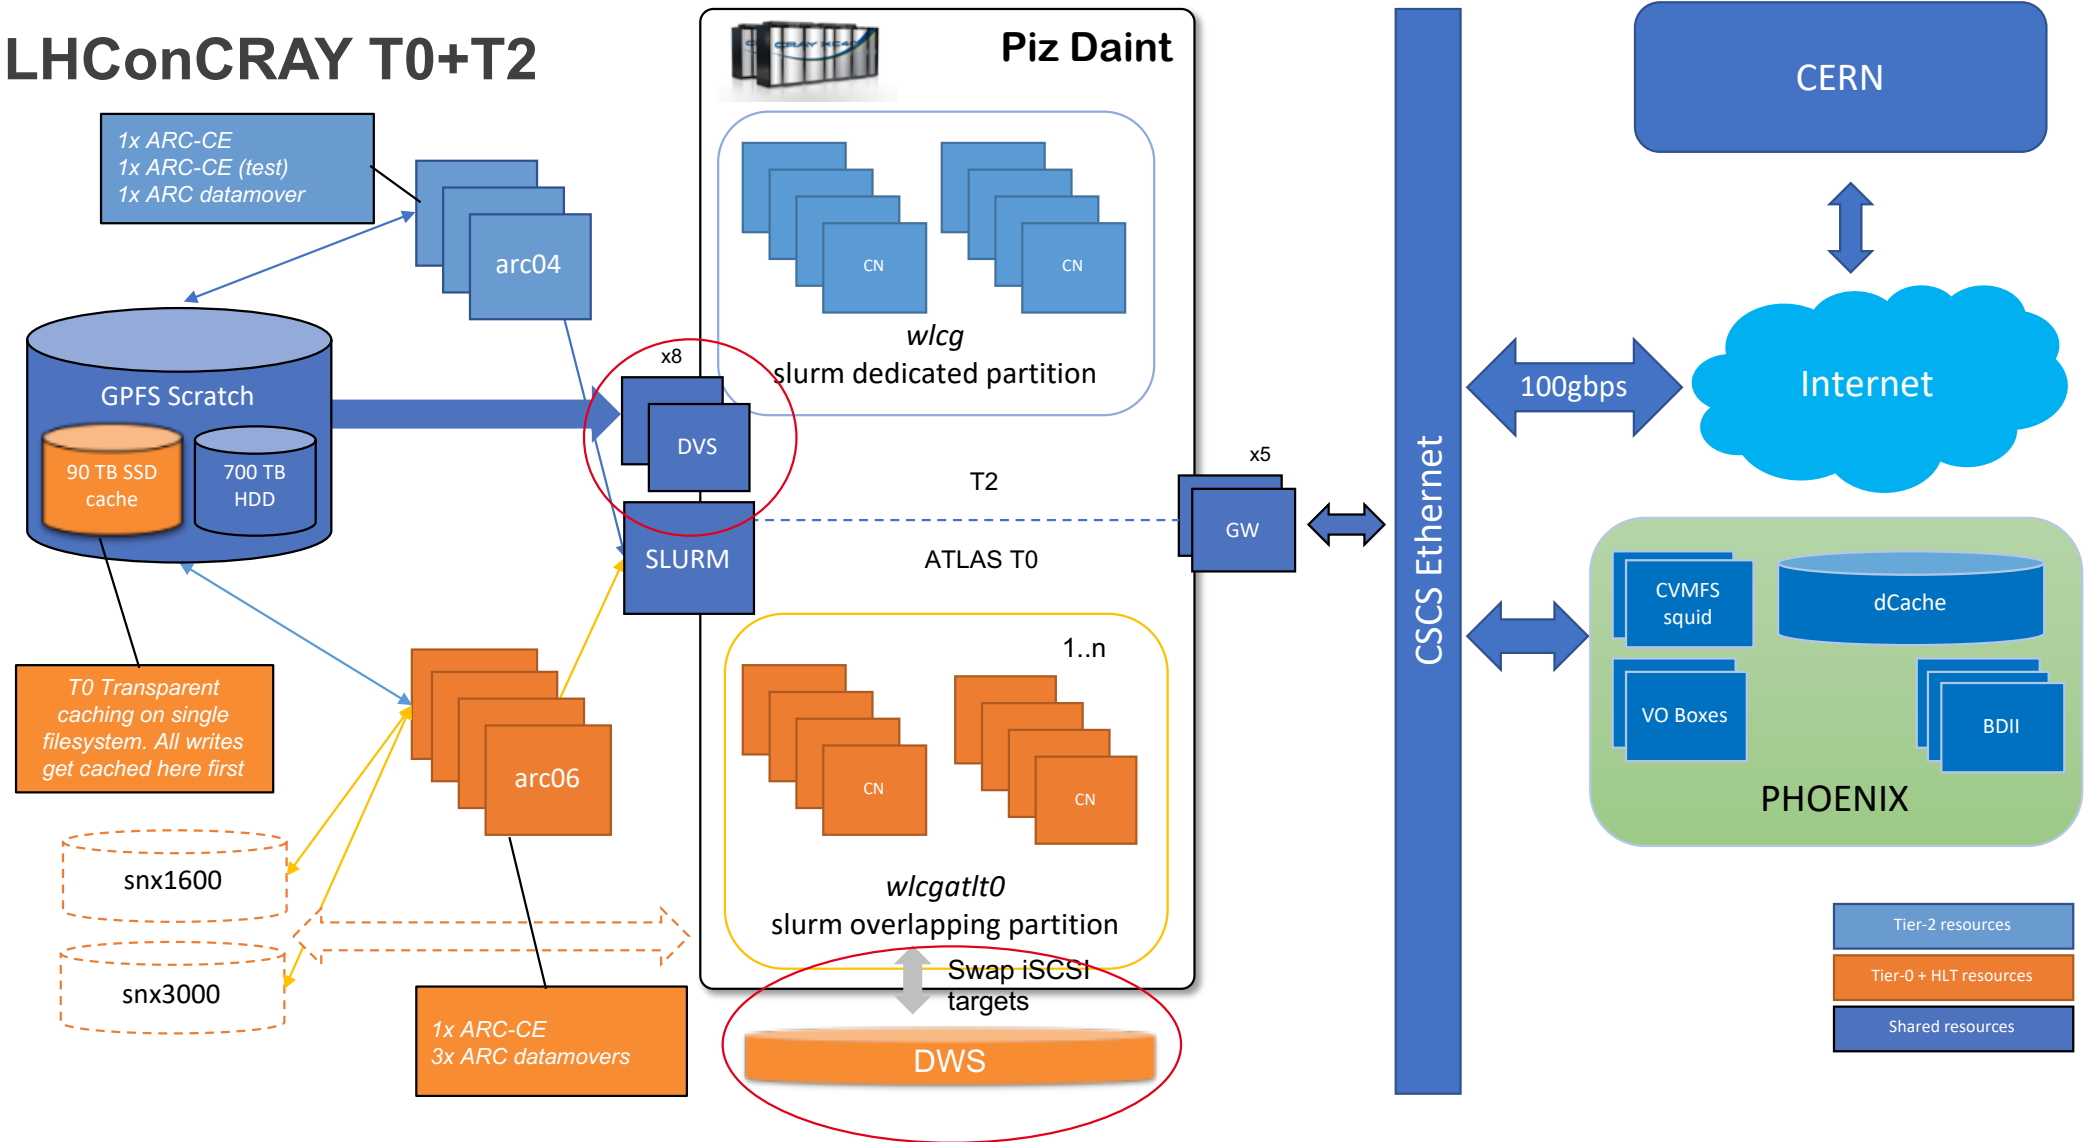 LHConCRAY T0+T2
Piz Daint
CRAY XC40
CERN
1x ARC-CE
1x ARC-CE (test)
1x ARC datamover
arc04
CN
CN
wlcg
slurm dedicated partition
x8
DVS
GPFS Scratch
90 TB SSD
cache
700 TB
HDD
100gbps
Internet
CSCS Ethernet
T2
x5
GW
SLURM
ATLAS T0
CVMFS
squid
dCache
VO Boxes
BDII
PHOENIX
T0 Transparent
caching on single
filesystem. All writes
get cached here first
arc06
1..n
CN
CN
wlcgatlt0
slurm overlapping partition
snx1600
snx3000
1x ARC-CE
3x ARC datamovers
Swap iSCSI
targets
DWS
Tier-2 resources
Tier-0 + HLT resources
Shared resources